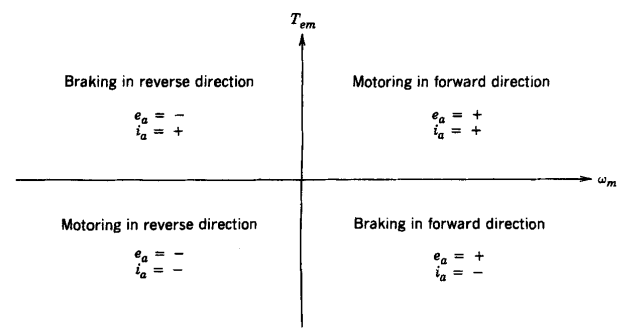 T_em
Braking in reverse direction
e_a = −
i_a = +
Motoring in forward direction
e_a = +
i_a = +
ω_m
Motoring in reverse direction
e_a = −
i_a = −
Braking in forward direction
e_a = +
i_a = −